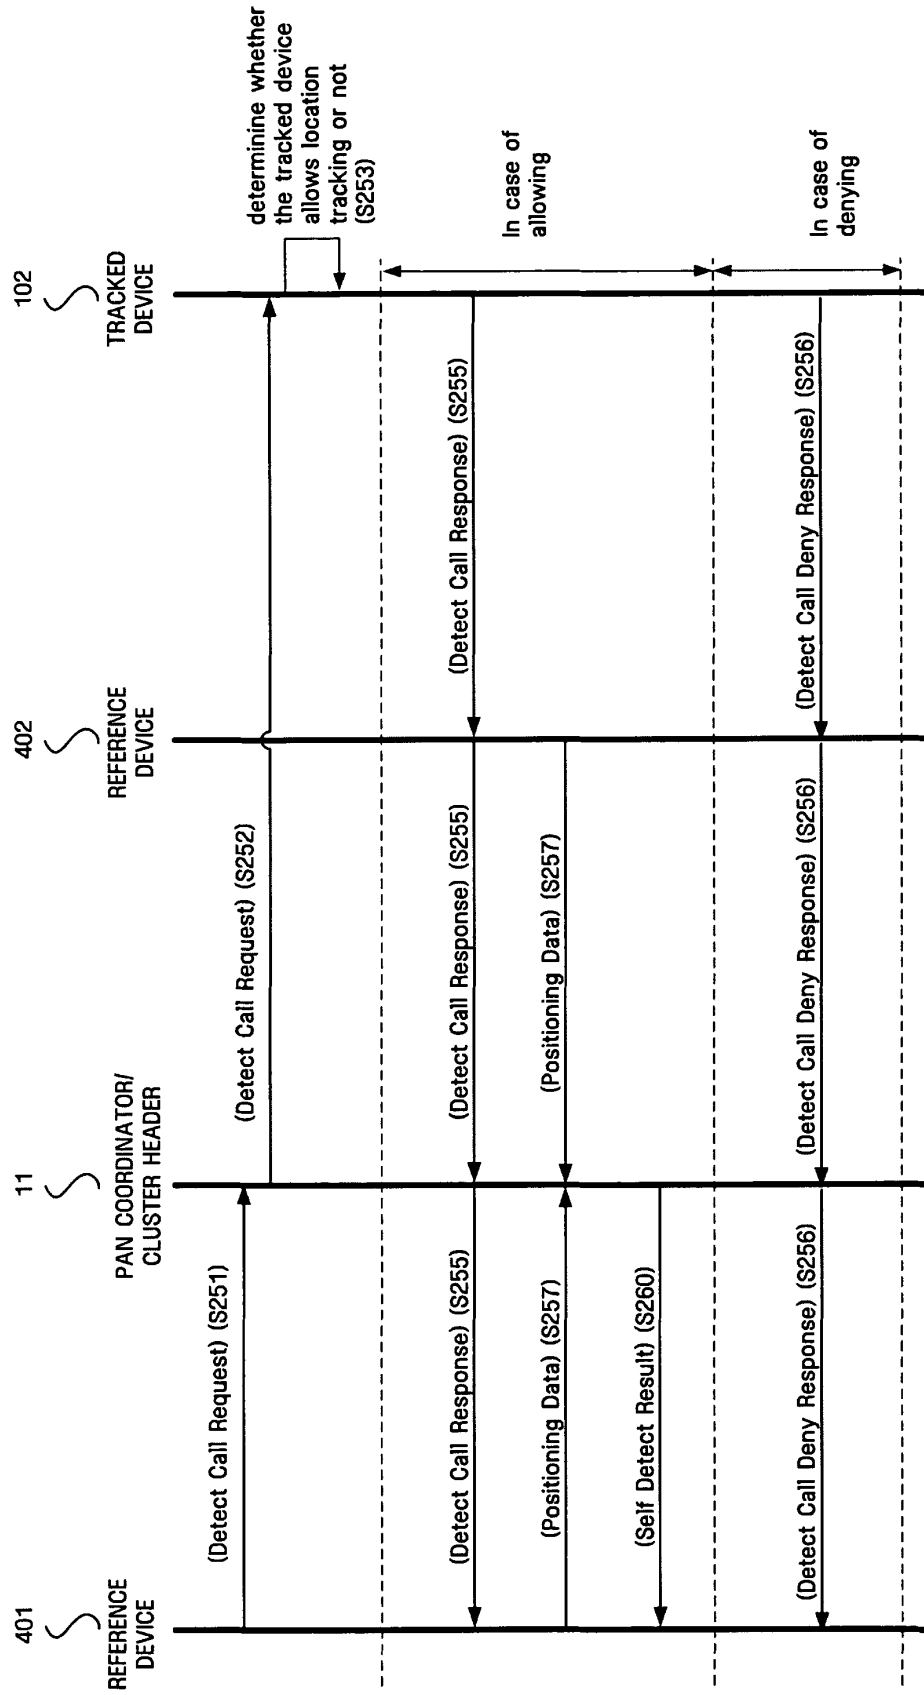 401
REFERENCE
DEVICE
11
PAN COORDINATOR/
CLUSTER HEADER
402
REFERENCE
DEVICE
102
TRACKED
DEVICE
(Detect Call Request) (S251)
(Detect Call Request) (S252)
determinine whether
the tracked device
allows location
tracking or not
(S253)
(Detect Call Response) (S255)
(Detect Call Response) (S255)
(Detect Call Response) (S255)
In case of
allowing
(Positioning Data) (S257)
(Positioning Data) (S257)
(Self Detect Result) (S260)
(Detect Call Deny Response) (S256)
(Detect Call Deny Response) (S256)
(Detect Call Deny Response) (S256)
In case of
denying